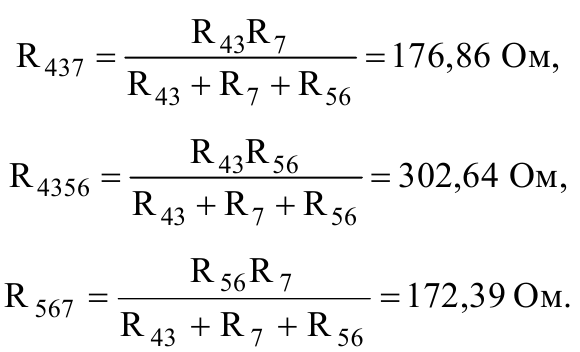 R₄₃₇ = R₄₃R₇ / (R₄₃ + R₇ + R₅₆) = 176,86 Ом,
R₄₃₅₆ = R₄₃R₅₆ / (R₄₃ + R₇ + R₅₆) = 302,64 Ом,
R₅₆₇ = R₅₆R₇ / (R₄₃ + R₇ + R₅₆) = 172,39 Ом.